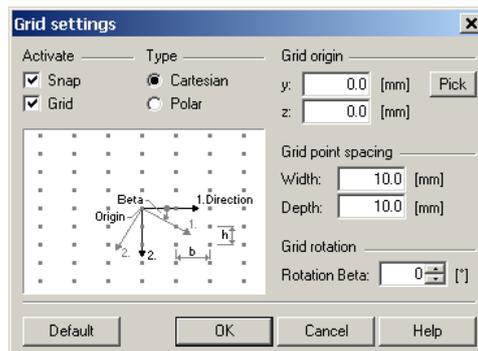 Grid settings
Activate Type Grid origin
Snap Cartesian y: 0.0 [mm] Pick
Grid Polar z: 0.0 [mm]
Grid point spacing
Width: 10.0 [mm]
Depth: 10.0 [mm]
Beta 1.Direction
Origin 1. h
2. 2. b
Grid rotation
Rotation Beta: 0 [°]
Default OK Cancel Help